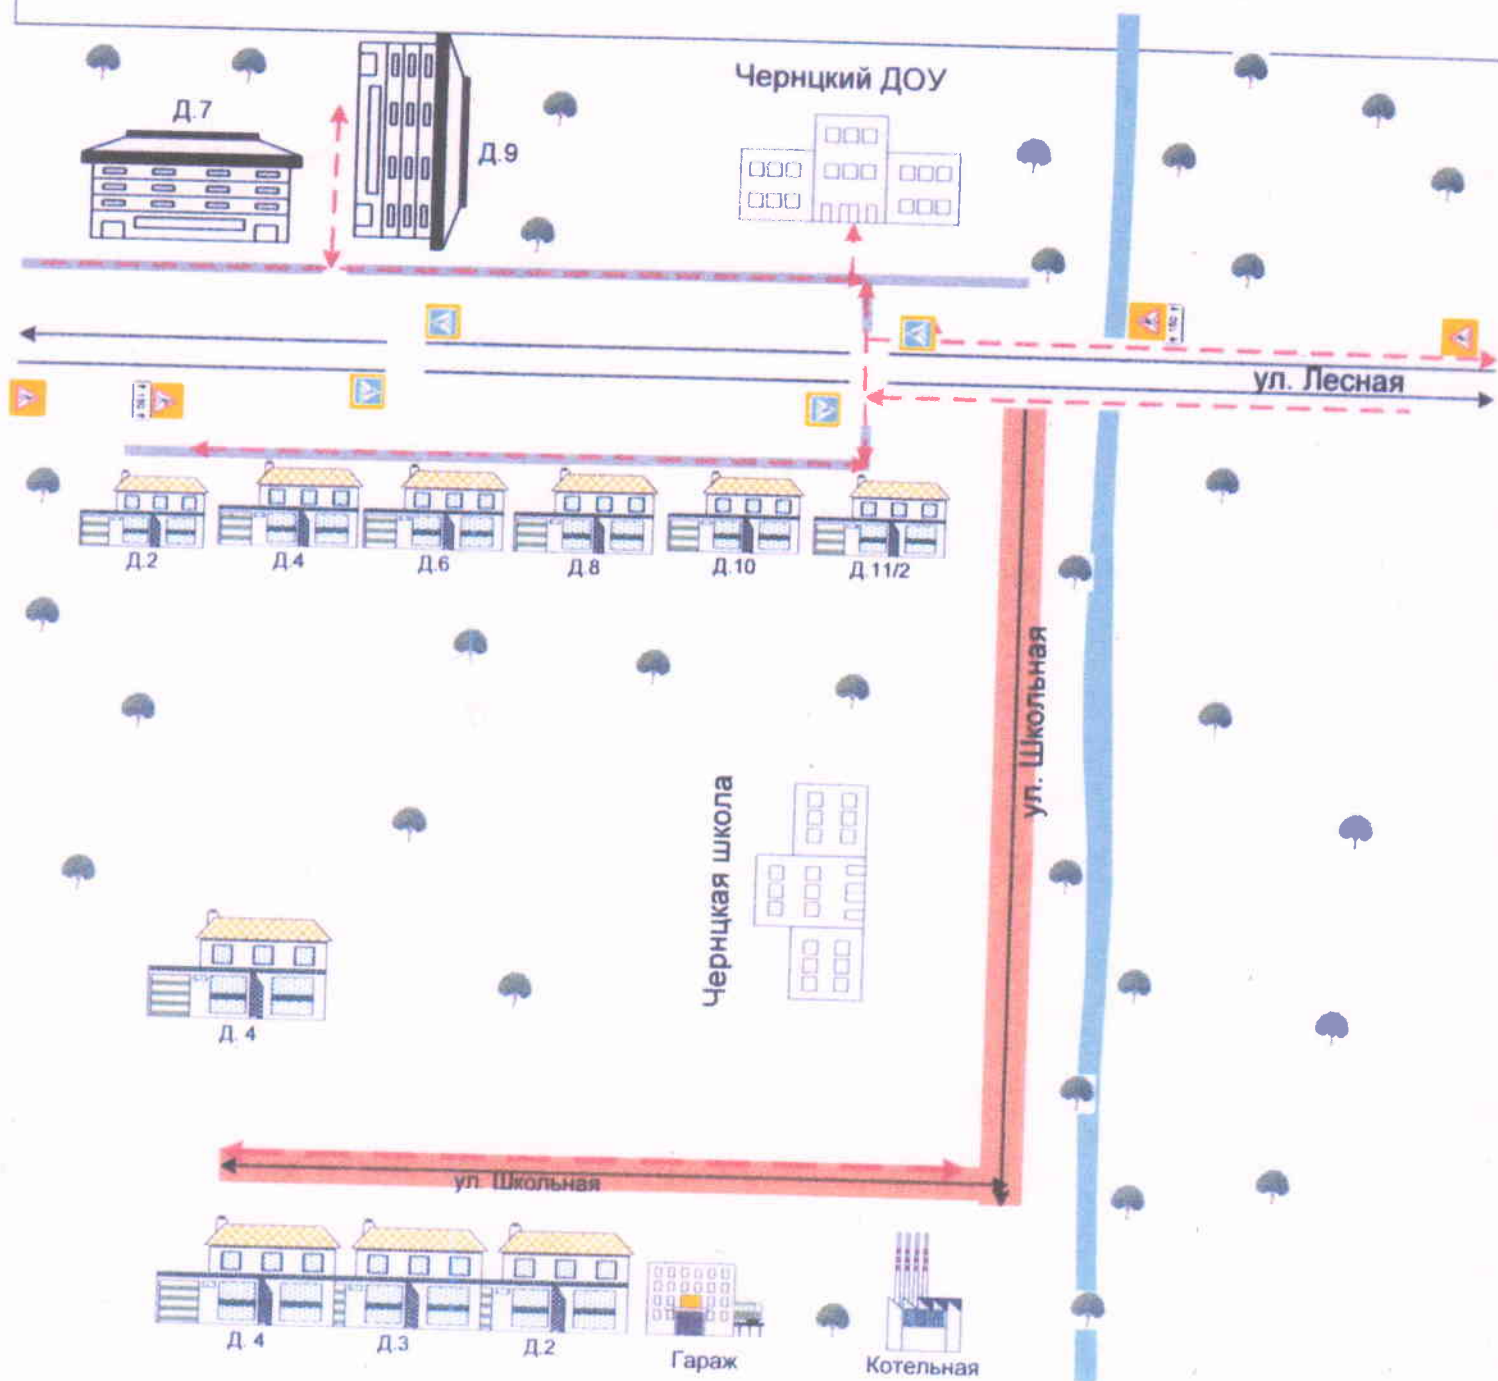 Чернцкий ДОУ
Д.7
Д.9
ул. Лесная
Д.2
Д.4
Д.6
Д.8
Д.10
Д.11/2
ул. Школьная
Чернцкая школа
Д. 4
ул. Школьная
Д. 4
Д.3
Д.2
Гараж
Котельная